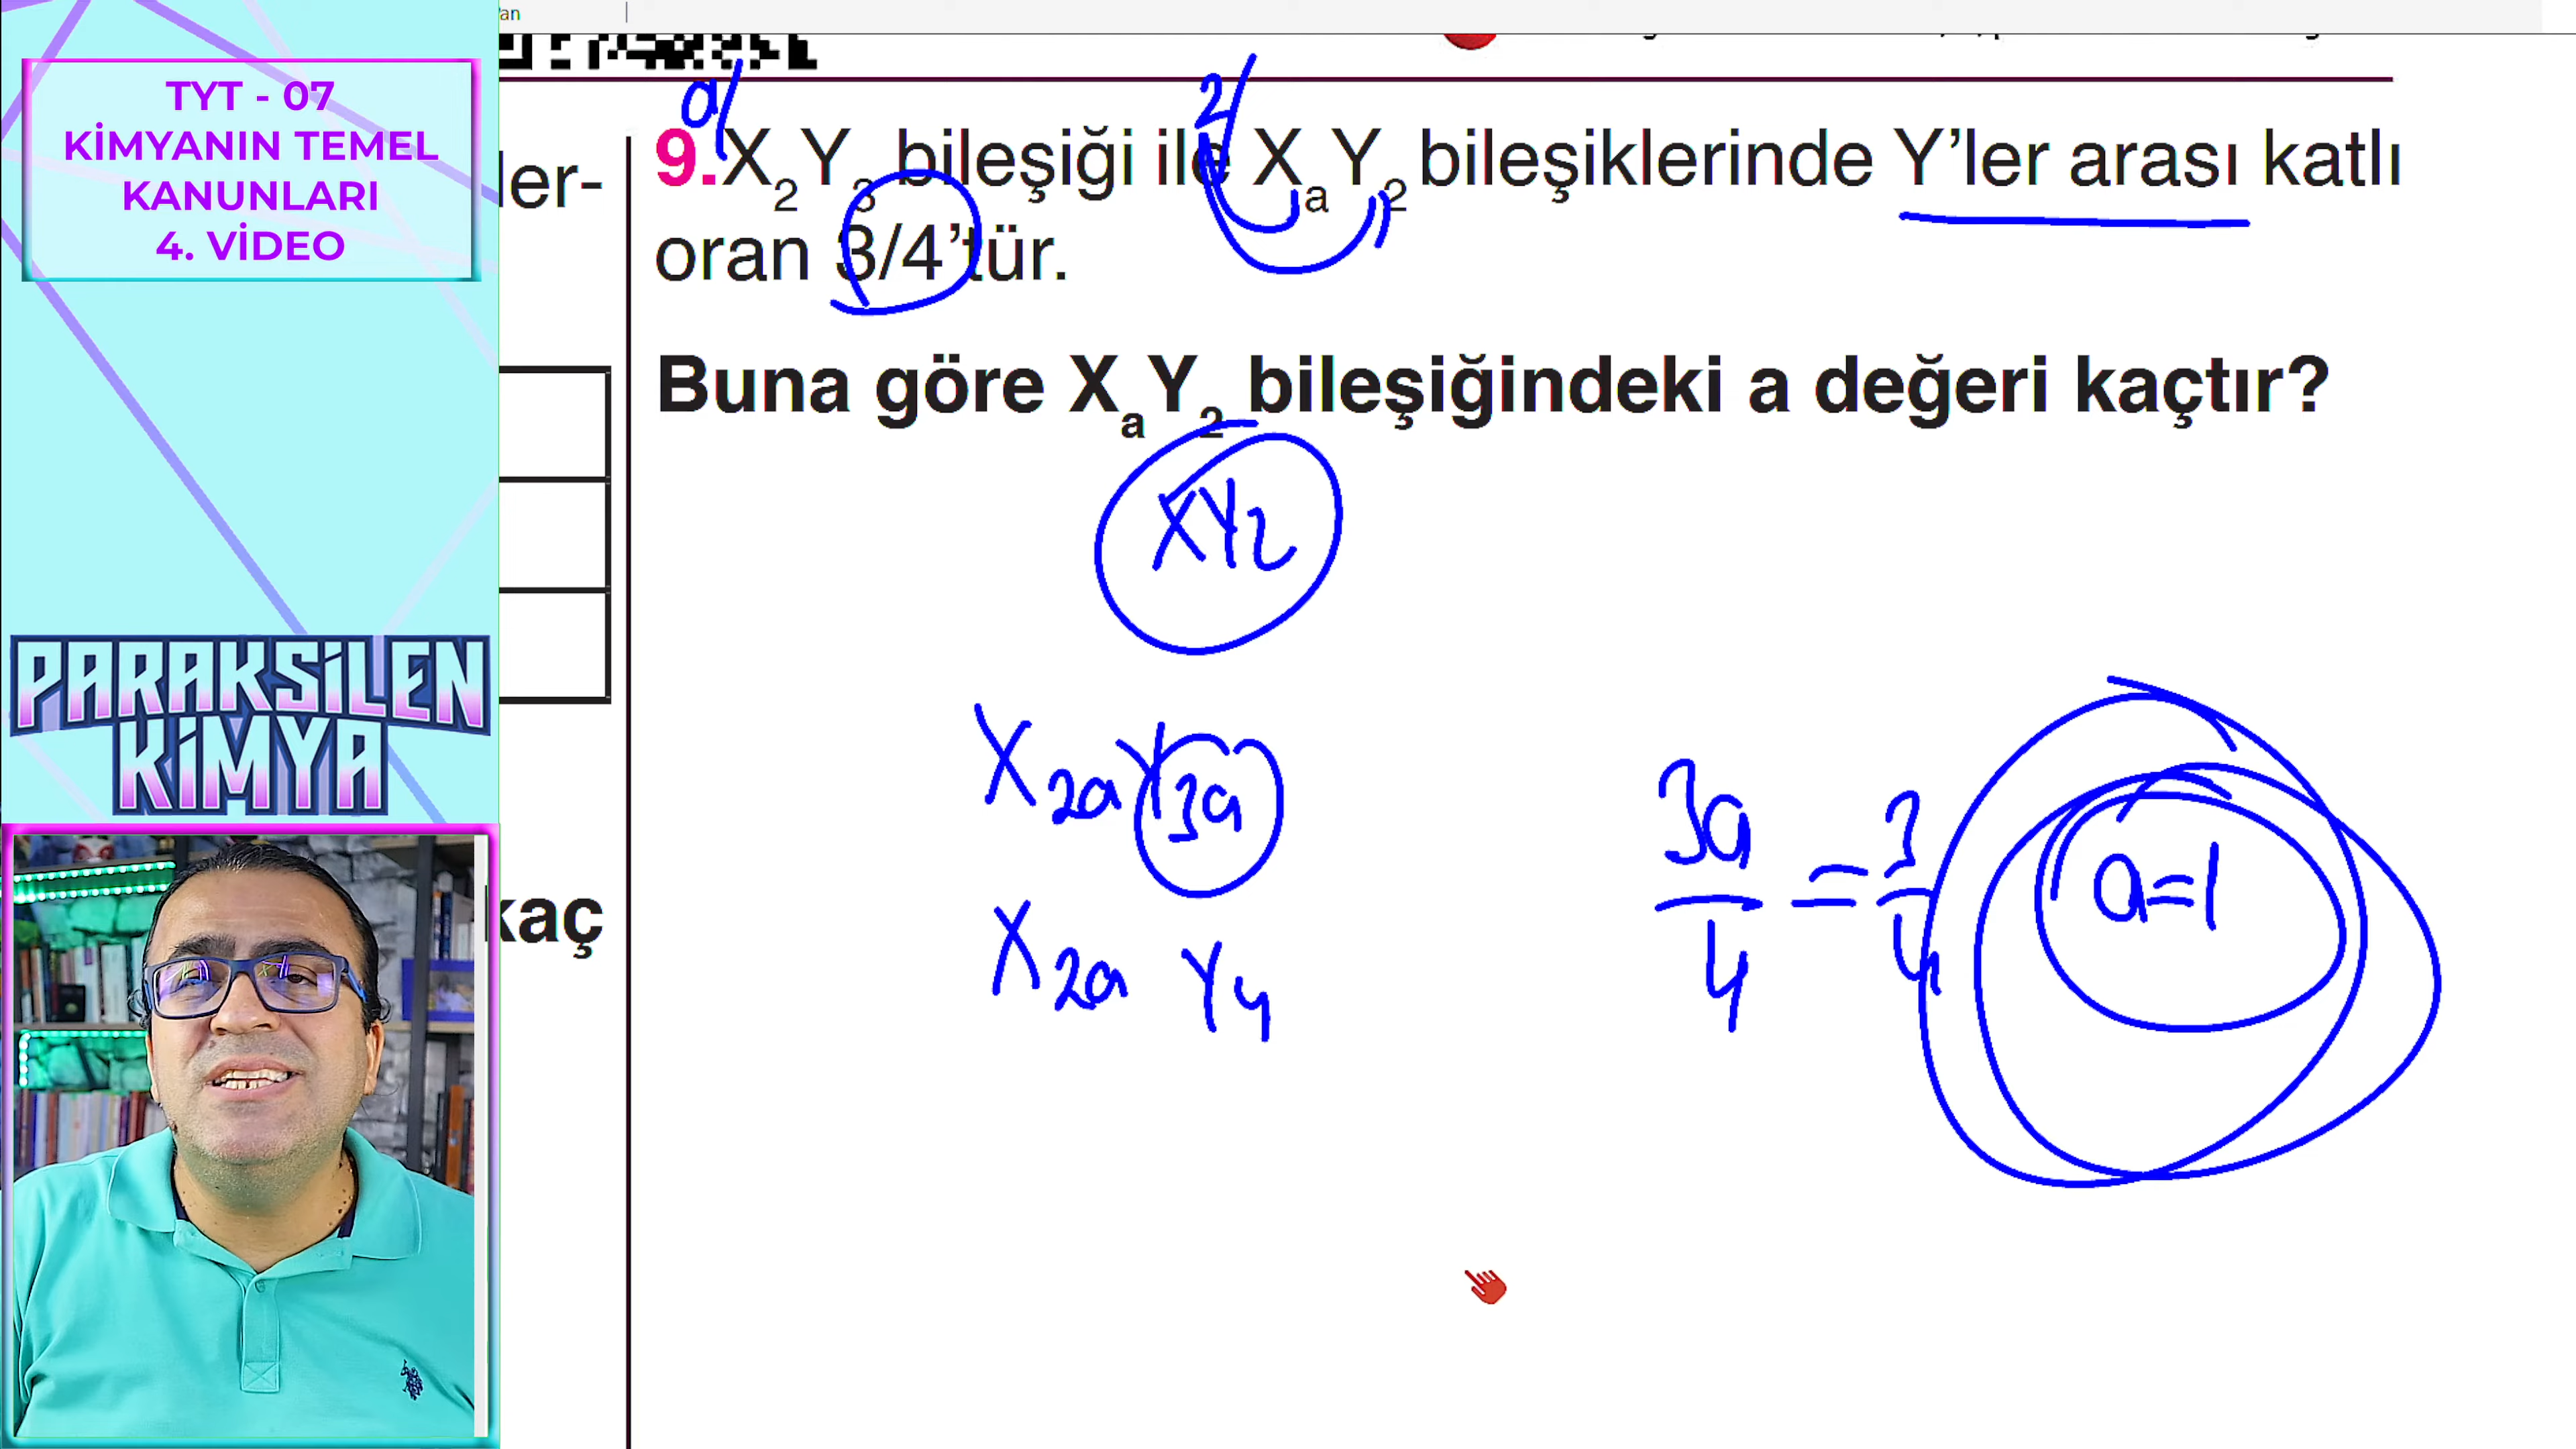 an
TYT - 07
KİMYANIN TEMEL
KANUNLARI
4. VİDEO
ler-
a/
2/
9. X₂Y₃ bileşiği ile XₐY₂ bileşiklerinde Y'ler arası katlı
oran 3/4'tür.
Buna göre XₐY₂ bileşiğindeki a değeri kaçtır?
XY₂
PARAKSİLEN
KİMYA
X₂ₐY₃ₐ
X₂ₐ Y₄
3a/4 = 3/4
a=1
kaç